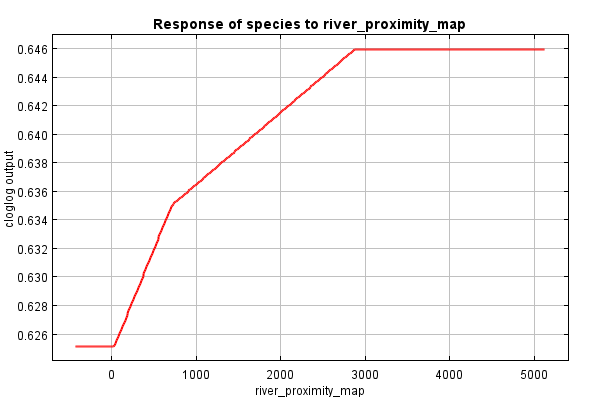 Response of species to river_proximity_map
cloglog output
0.646
0.644
0.642
0.640
0.638
0.636
0.634
0.632
0.630
0.628
0.626
0 1000 2000 3000 4000 5000
river_proximity_map